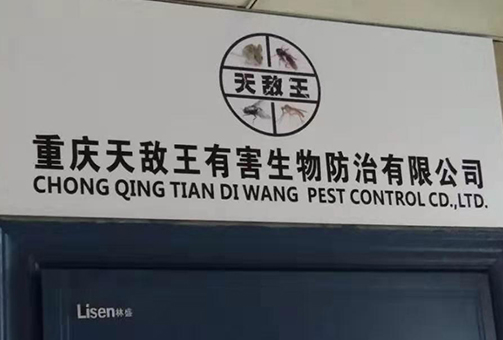 天敌王
重庆天敌王有害生物防治有限公司
CHONG QING TIAN DI WANG PEST CONTROL CD.,LTD.
Lisen林盛